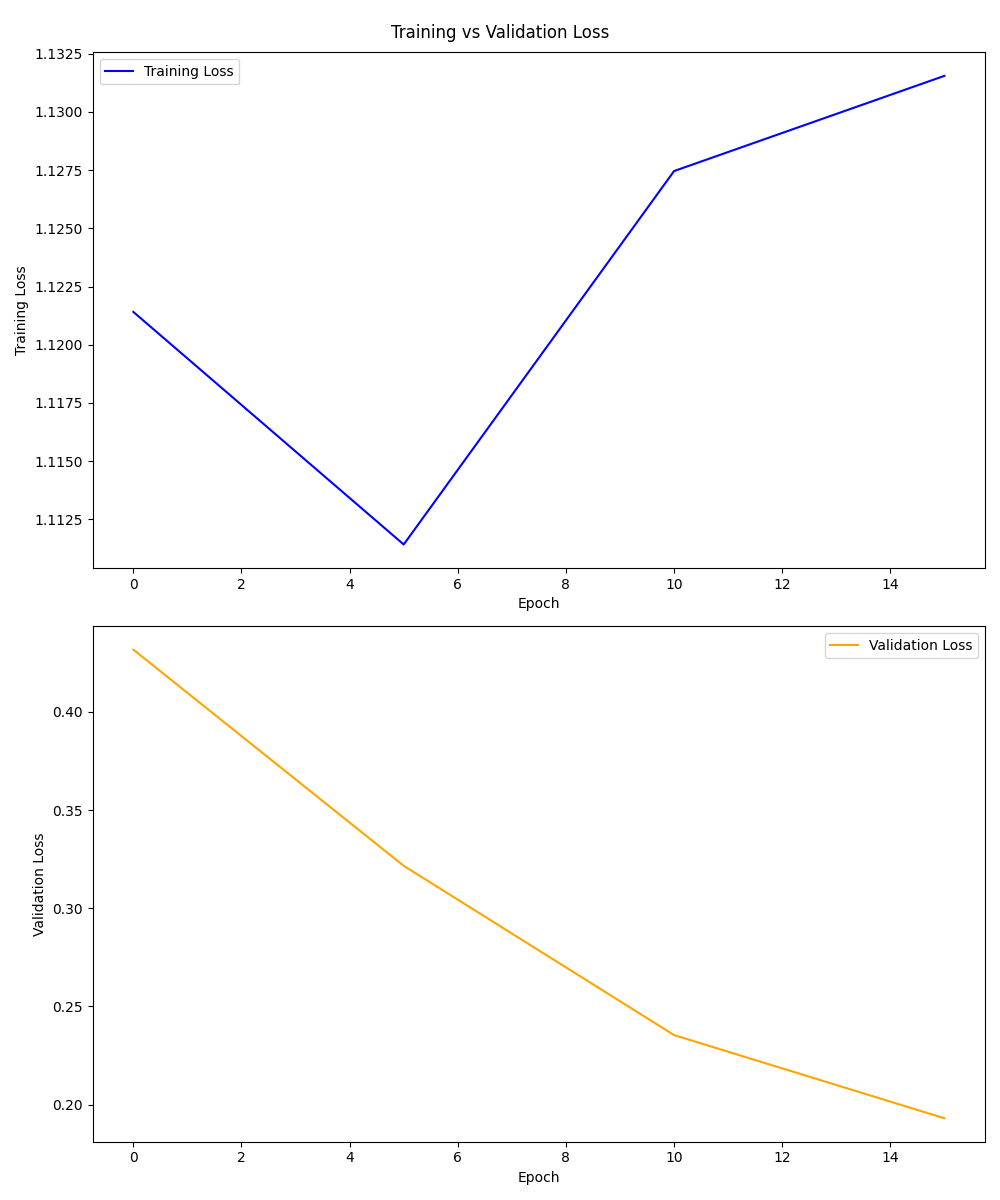 Training vs Validation Loss
Training Loss
1.1325
1.1300
1.1275
1.1250
1.1225
1.1200
1.1175
1.1150
1.1125
Training Loss
0 2 4 6 8 10 12 14
Epoch
Validation Loss
0.40
0.35
0.30
0.25
0.20
Validation Loss
0 2 4 6 8 10 12 14
Epoch